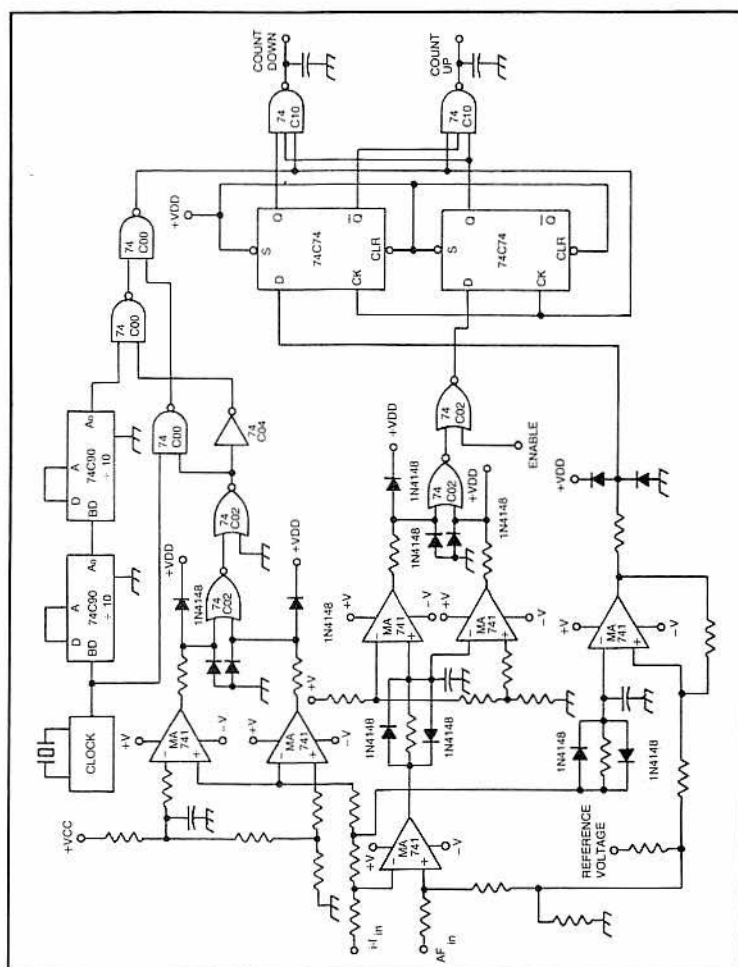 CLOCK
BD
D
A
Ao
74C90
÷ 10
BD
D
A
Ao
74C90
÷ 10
74
C00
74
C00
74
C00
74
C04
74
C10
COUNT
DOWN
74
C10
COUNT
UP
+VDD
S
D
Q
74C74
CK
CLR
Q
S
D
Q
74C74
CK
CLR
Q
+VCC
+V
-V
MA
741
-
+
+VDD
1N4148
74
C02
74
C02
+V
-V
MA
741
-
+
+VDD
+V
1N4148
+V
-V
MA
741
-
+
1N4148
+VDD
1N4148
74
C02
+VDD
1N4148
74
C02
ENABLE
+V
-V
MA
741
-
+
1N4148
1N4148
in
+V
-V
MA
741
-
+
AF in
1N4148
1N4148
+V
-V
MA
741
-
+
+VDD
REFERENCE
VOLTAGE